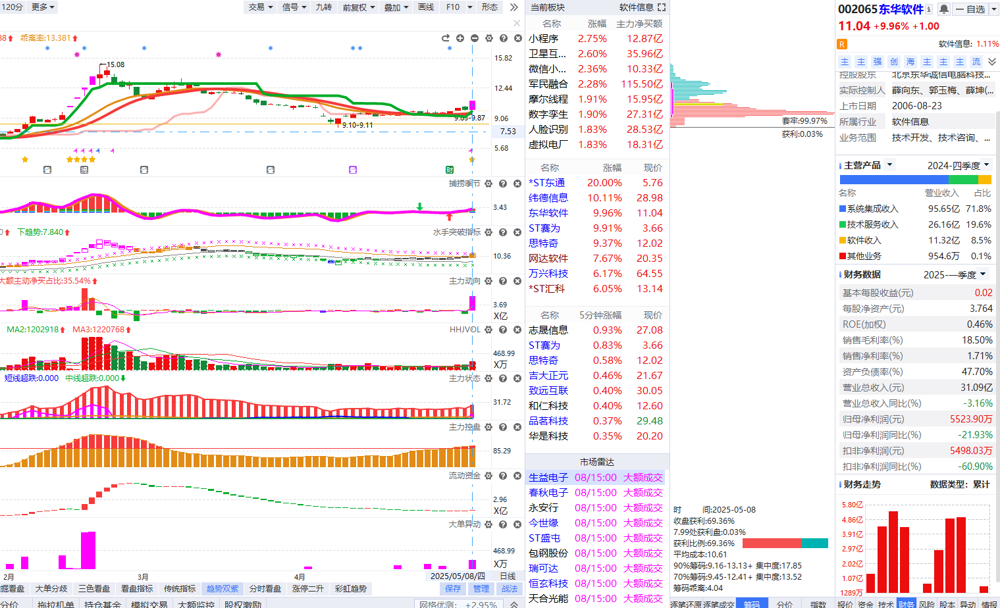 120分 更多 交易 信号 九转 前复权 叠加 画线 F10 形态
38 乖离率:13.381
15.08
15.82
12.44
9.06
7.53
5.68
9.10-9.11
捕捞季节
3.43
下趋势:7.840
水手突破指标
10.36
大额主动净买占比:35.54%
主力动向
3.69
X亿
MA2:1202918 MA3:1220768
HHJVOL
468.99
X万
短线超跌:0.000 中线超跌:0.000
主力状态
31.72
主力控盘
85.29
流动资金
2.96
X亿
大单异动
468.99
X万
2月 3月 4月 2025/05/08/四 日线
挖掘看盘 大单分歧 三色看盘 看盘指标 传统指标 趋势双紫 分时看盘 涨停二升 彩虹趋势 保存 管理 战法
分价 拖拉机单 持仓基金 模拟交易 大额监控 股权激励 网格优测: +2.95%
当前板块 软件信息
名称 涨幅 主力净买额
小程序 2.75% 12.87亿
卫星互... 2.60% 35.96亿
微信小... 2.36% 10.33亿
军民融合 2.28% 115.50亿
摩尔线程 1.91% 15.95亿
数字孪生 1.90% 27.31亿
人脸识别 1.83% 28.53亿
虚拟电厂 1.83% 18.31亿
名称 涨幅 现价
*ST东通 20.00% 5.76
纬德信息 10.11% 28.98
东华软件 9.96% 11.04
ST赛为 9.91% 3.66
思特奇 9.37% 12.02
网达软件 7.67% 20.35
万兴科技 6.17% 64.55
*ST汇科 6.05% 13.14
名称 5分钟涨幅 现价
志晟信息 0.93% 27.08
ST赛为 0.83% 3.66
思特奇 0.58% 12.02
吉大正元 0.46% 21.67
致远互联 0.40% 30.05
和仁科技 0.40% 12.60
品茗科技 0.37% 29.48
华是科技 0.35% 20.20
市场雷达
生益电子 08/15:00 大额成交
春秋电子 08/15:00 大额成交
永安行 08/15:00 大额成交
今世缘 08/15:00 大额成交
ST盛屯 08/15:00 大额成交
包钢股份 08/15:00 大额成交
瑞可达 08/15:00 大额成交
恒玄科技 08/15:00 大额成交
天合光能 08/15:00 大额成交
套牢:99.97%
获利:0.03%
时 间:2025-05-08
收盘获利:69.36%
7.99处获利盘:0.03%
获利比例:69.36%
平均成本:10.61
90%筹码:9.16-13.13+ 集中度:17.85
70%筹码:9.45-12.41+ 集中度:13.52
筹码乖离:4.04
逐笔还原 逐笔成交 筹码 分价 指数
002065东华软件 自选
11.04 +9.96% +1.00
R 软件信息: 1.11%
主 主 强 创 海 主 主 主 流
控股股东 北京东华诚信电脑科技...
实际控制人 薛向东、郭玉梅、薛坤(...
上市日期 2006-08-23
所属行业 软件信息
业务范围 技术开发、技术咨询、...
主营产品 2024-四季度
名称 营业收入 占比
系统集成收入 95.65亿 71.8%
技术服务收入 26.16亿 19.6%
软件收入 11.32亿 8.5%
其他业务 954.6万 0.1%
财务数据 2025-一季度
基本每股收益(元) 0.02
每股净资产(元) 3.764
ROE(加权) 0.46%
销售毛利率(%) 18.50%
销售净利率(%) 1.71%
资产负债率(%) 47.70%
营业总收入(元) 31.09亿
营业总收入同比(%) -3.16%
归母净利润(元) 5523.90万
归母净利润同比(%) -21.93%
扣非净利润(元) 5498.03万
扣非净利润同比(%) -60.90%
财务走势 数据类型: 累计
5.80亿
4.86亿
3.91亿
2.97亿
2.02亿
1.07亿
1289万
报价 资金 技术 财务 风险 股本 异动 情报